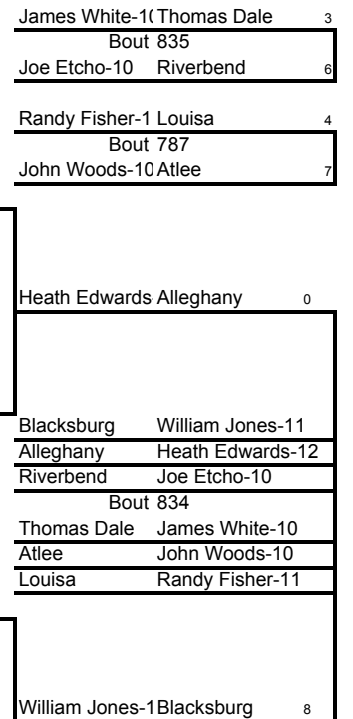 James White-1( Thomas Dale 3
Bout 835
Joe Etcho-10 Riverbend 6
Randy Fisher-1 Louisa 4
Bout 787
John Woods-10 Atlee 7
Heath Edwards Alleghany 0
Blacksburg William Jones-11
Alleghany Heath Edwards-12
Riverbend Joe Etcho-10
Bout 834
Thomas Dale James White-10
Atlee John Woods-10
Louisa Randy Fisher-11
William Jones-1 Blacksburg 8